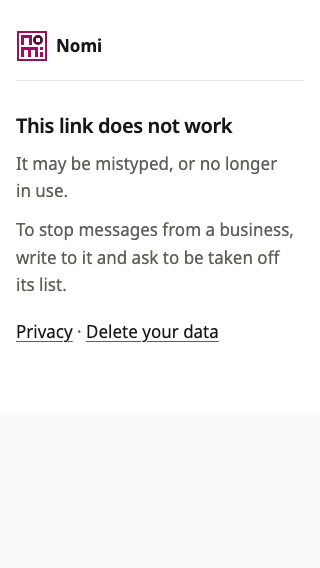 nomi
Nomi
This link does not work
It may be mistyped, or no longer
in use.
To stop messages from a business,
write to it and ask to be taken off
its list.
Privacy · Delete your data